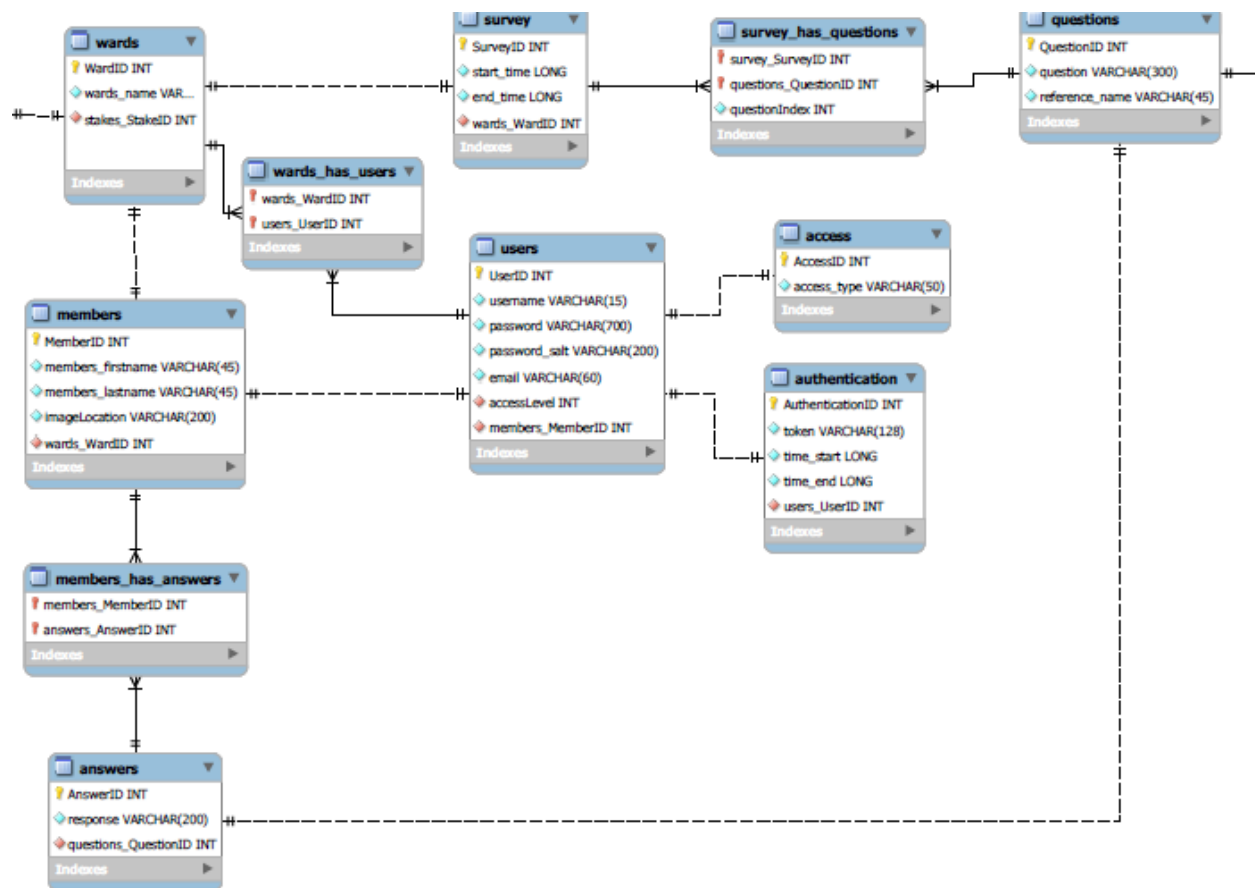 wards
WardID INT
wards_name VAR...
stakes_StakeID INT
Indexes
survey
SurveyID INT
start_time LONG
end_time LONG
wards_WardID INT
Indexes
survey_has_questions
survey_SurveyID INT
questions_QuestionID INT
questionIndex INT
Indexes
questions
QuestionID INT
question VARCHAR(300)
reference_name VARCHAR(45)
Indexes
wards_has_users
wards_WardID INT
users_UserID INT
Indexes
users
UserID INT
username VARCHAR(15)
password VARCHAR(700)
password_salt VARCHAR(200)
email VARCHAR(60)
accessLevel INT
members_MemberID INT
Indexes
access
AccessID INT
access_type VARCHAR(50)
Indexes
members
MemberID INT
members_firstname VARCHAR(45)
members_lastname VARCHAR(45)
imageLocation VARCHAR(200)
wards_WardID INT
Indexes
authentication
AuthenticationID INT
token VARCHAR(128)
time_start LONG
time_end LONG
users_UserID INT
Indexes
members_has_answers
members_MemberID INT
answers_AnswerID INT
Indexes
answers
AnswerID INT
response VARCHAR(200)
questions_QuestionID INT
Indexes